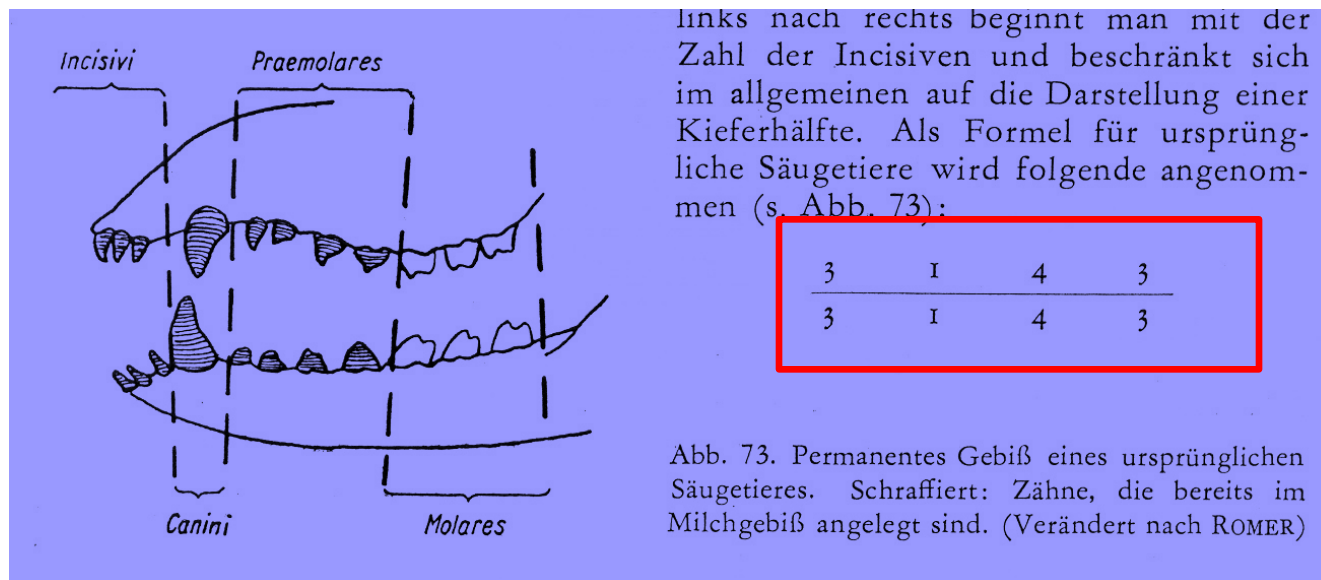 Incisivi
Praemolares
Canini
Molares
links nach rechts beginnt man mit der
Zahl der Incisiven und beschränkt sich
im allgemeinen auf die Darstellung einer
Kieferhälfte. Als Formel für ursprüng-
liche Säugetiere wird folgende angenom-
men (s. Abb. 73):
3 1 4 3
3 1 4 3
Abb. 73. Permanentes Gebiß eines ursprünglichen
Säugetieres. Schraffiert: Zähne, die bereits im
Milchgebiß angelegt sind. (Verändert nach ROMER)